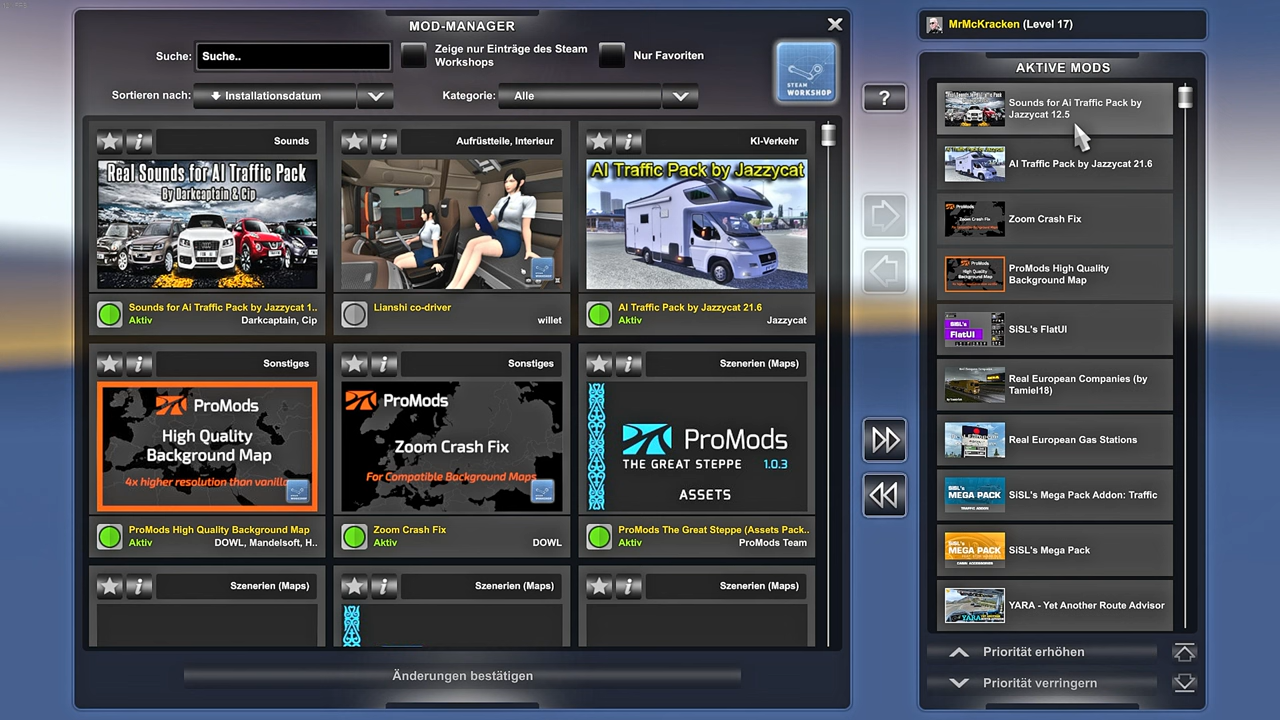 MOD-MANAGER
Suche:
Suche..
Zeige nur Einträge des Steam
Workshops
Nur Favoriten
STEAM
WORKSHOP
Sortieren nach:
Installationsdatum
Kategorie:
Alle
Sounds
Real Sounds for AI Traffic Pack
By Darkcaptain & Cip
Sounds for Ai Traffic Pack by Jazzycat 1..
Aktiv
Darkcaptain, Cip
Aufrüstteile, Interieur
Lianshi co-driver
willet
KI-Verkehr
AI Traffic Pack by Jazzycat
AI Traffic Pack by Jazzycat 21.6
Aktiv
Jazzycat
Sonstiges
ProMods
High Quality
Background Map
4x higher resolution than vanilla
ProMods High Quality Background Map
Aktiv
DOWL, Mandelsoft, H..
Sonstiges
ProMods
Zoom Crash Fix
For Compatible Background Maps
Zoom Crash Fix
Aktiv
DOWL
Szenerien (Maps)
ProMods
THE GREAT STEPPE 1.0.3
ASSETS
ProMods The Great Steppe (Assets Pack..
Aktiv
ProMods Team
Szenerien (Maps)
Szenerien (Maps)
Szenerien (Maps)
Änderungen bestätigen
?
MrMcKracken (Level 17)
AKTIVE MODS
Sounds for Ai Traffic Pack by
Jazzycat 12.5
AI Traffic Pack by Jazzycat 21.6
Zoom Crash Fix
ProMods High Quality
Background Map
SiSL's FlatUI
Real European Companies (by
Tamiel18)
Real European Gas Stations
SiSL's Mega Pack Addon: Traffic
SiSL's Mega Pack
YARA - Yet Another Route Advisor
Priorität erhöhen
Priorität verringern